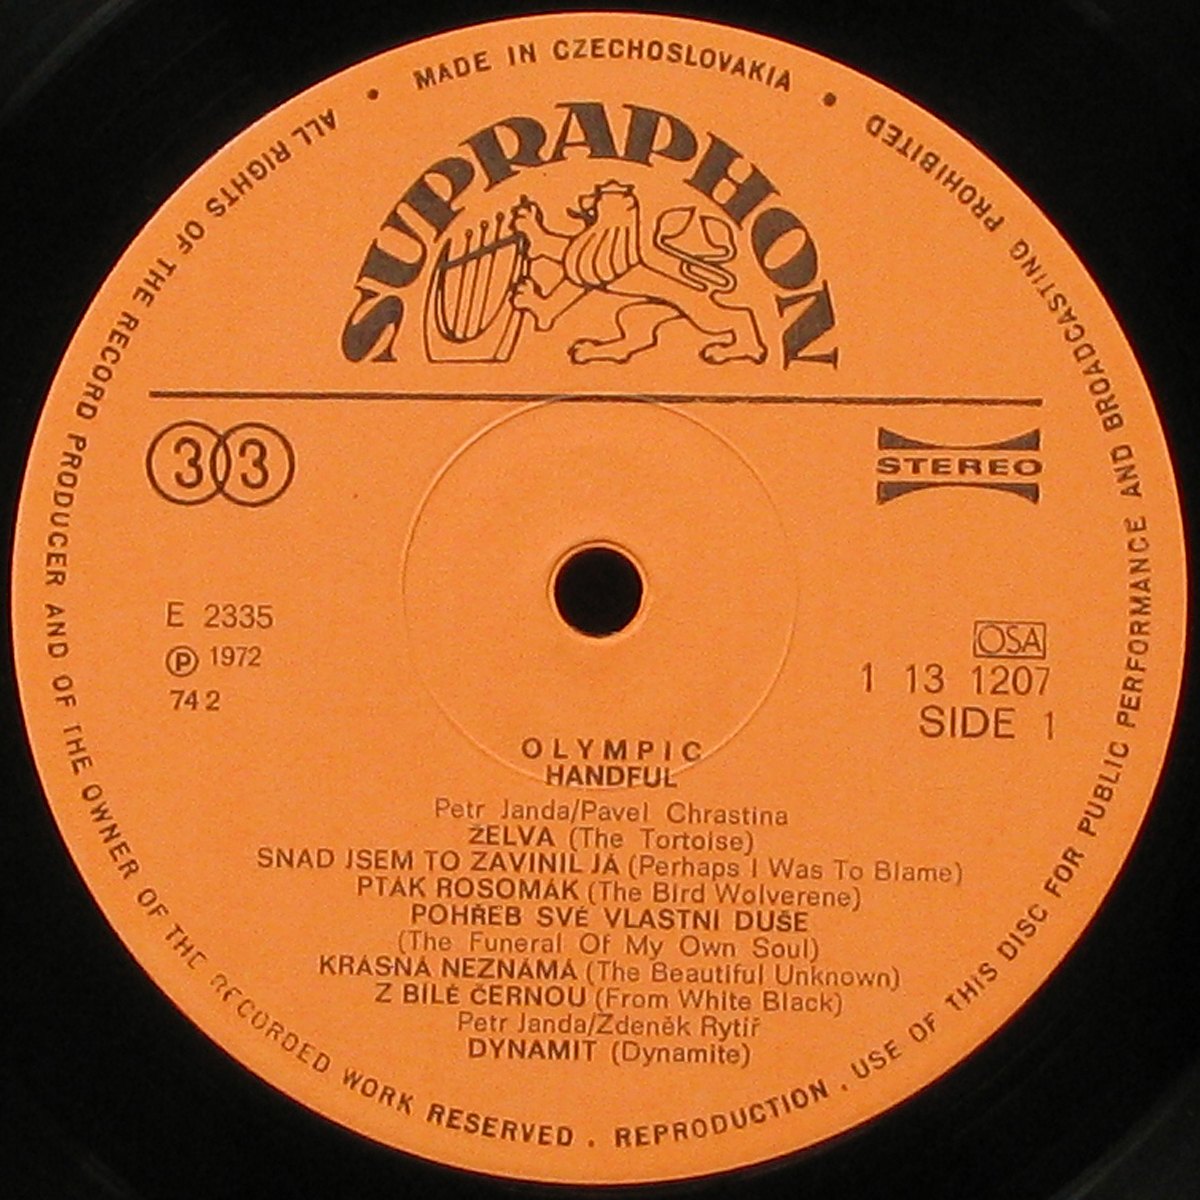 MADE IN CZECHOSLOVAKIA
ALL RIGHTS OF THE RECORD PRODUCER AND OF THE OWNER OF THE RECORDED WORK RESERVED . REPRODUCTION . USE OF THIS DISC FOR PUBLIC PERFORMANCE AND BROADCASTING PROHIBITED
SUPRAPHON
33
STEREO
E 2335
Ⓟ 1972
74 2
OSA
1 13 1207
SIDE 1
OLYMPIC
HANDFUL
Petr Janda/Pavel Chrastina
ŽELVA (The Tortoise)
SNAD JSEM TO ZAVINIL JÁ (Perhaps I Was To Blame)
PTÁK ROSOMÁK (The Bird Wolverene)
POHŘEB SVÉ VLASTNÍ DUŠE
(The Funeral Of My Own Soul)
KRÁSNÁ NEZNÁMÁ (The Beautiful Unknown)
Z BÍLÉ ČERNOU (From White Black)
Petr Janda/Zdeněk Rytíř
DYNAMIT (Dynamite)